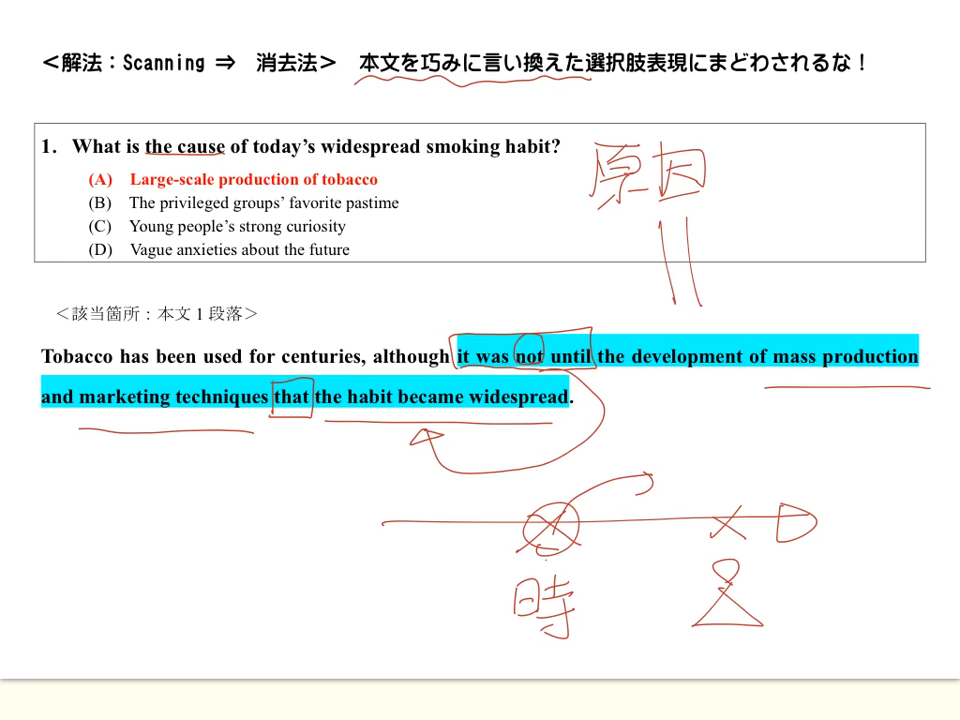 ＜解法：Scanning ⇒　消去法＞　本文を巧みに言い換えた選択肢表現にまどわされるな！
1. What is the cause of today's widespread smoking habit?
(A) Large-scale production of tobacco
(B) The privileged groups' favorite pastime
(C) Young people's strong curiosity
(D) Vague anxieties about the future
原因
＜該当箇所：本文 1 段落＞
Tobacco has been used for centuries, although it was not until the development of mass production
and marketing techniques that the habit became widespread.
時